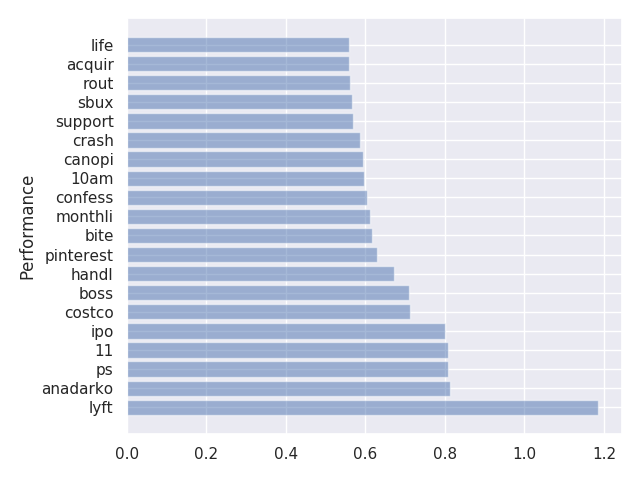 life
acquir
rout
sbux
support
crash
canopi
10am
confess
monthli
bite
pinterest
handl
boss
costco
ipo
11
ps
anadarko
lyft
Performance
0.0 0.2 0.4 0.6 0.8 1.0 1.2